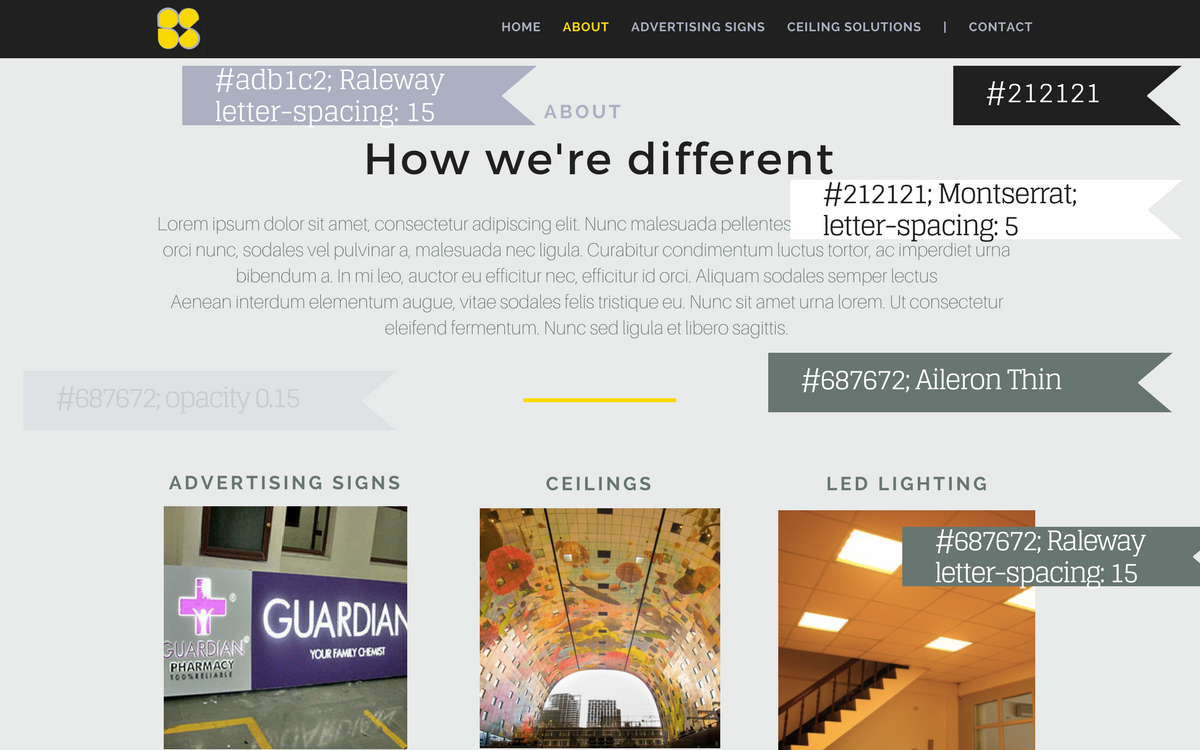 HOME ABOUT ADVERTISING SIGNS CEILING SOLUTIONS | CONTACT
#adb1c2; Raleway
letter-spacing: 15
ABOUT
#212121
How we're different
#212121; Montserrat;
letter-spacing: 5
Lorem ipsum dolor sit amet, consectetur adipiscing elit. Nunc malesuada pellentes
orci nunc, sodales vel pulvinar a, malesuada nec ligula. Curabitur condimentum luctus tortor, ac imperdiet urna
bibendum a. In mi leo, auctor eu efficitur nec, efficitur id orci. Aliquam sodales semper lectus
Aenean interdum elementum augue, vitae sodales felis tristique eu. Nunc sit amet urna lorem. Ut consectetur
eleifend fermentum. Nunc sed ligula et libero sagittis.
#687672; Aileron Thin
#687672; opacity 0.15
ADVERTISING SIGNS
CEILINGS
LED LIGHTING
#687672; Raleway
letter-spacing: 15
GUARDIAN®
PHARMACY
100% RELIABLE
GUARDIAN
YOUR FAMILY CHEMIST